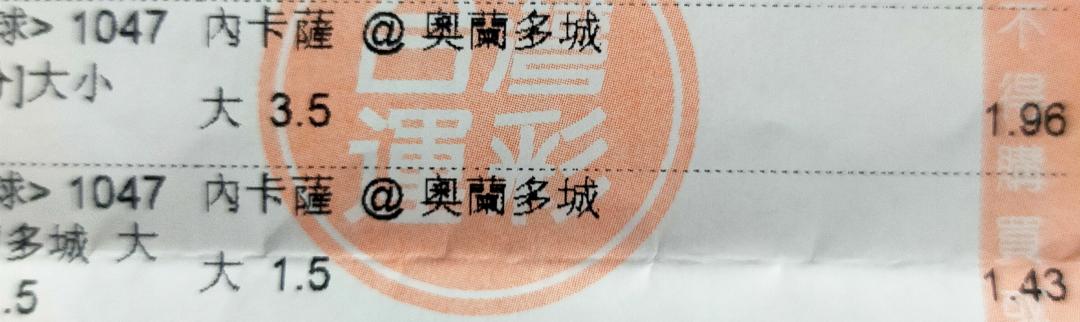 球> 1047 內卡薩 @ 奧蘭多城
大小
大 3.5 1.96
球> 1047 內卡薩 @ 奧蘭多城
多城 大
大 1.5 1.43
.5
運彩
不得購買